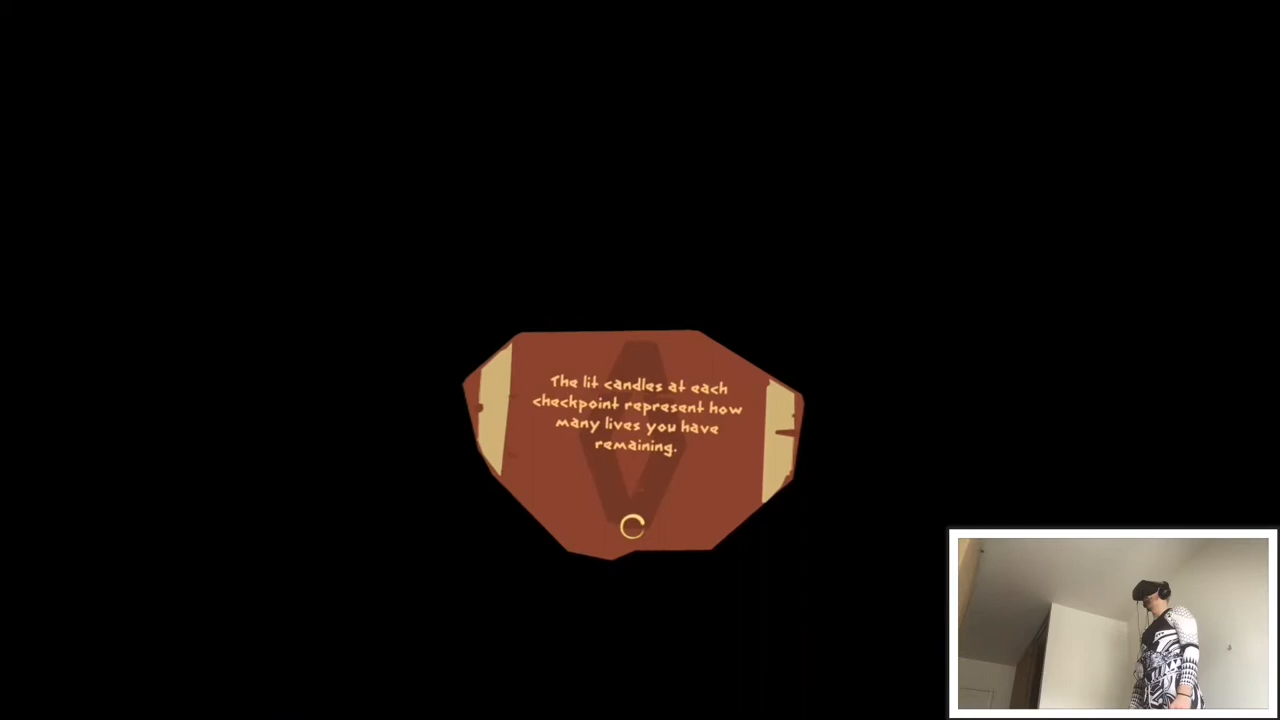 The lit candles at each
checkpoint represent how
many lives you have
remaining.